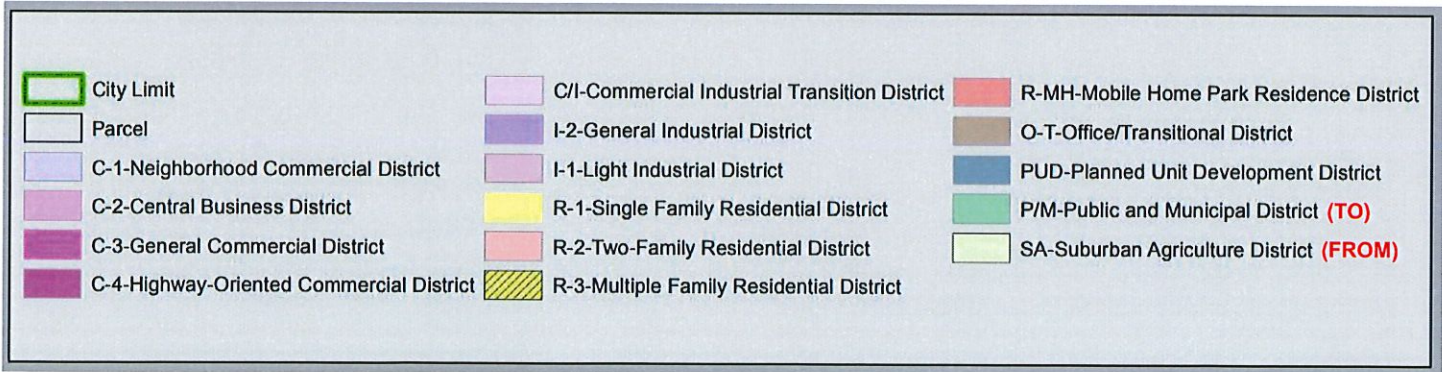 City Limit
Parcel
C-1-Neighborhood Commercial District
C-2-Central Business District
C-3-General Commercial District
C-4-Highway-Oriented Commercial District
C/I-Commercial Industrial Transition District
I-2-General Industrial District
I-1-Light Industrial District
R-1-Single Family Residential District
R-2-Two-Family Residential District
R-3-Multiple Family Residential District
R-MH-Mobile Home Park Residence District
O-T-Office/Transitional District
PUD-Planned Unit Development District
P/M-Public and Municipal District (TO)
SA-Suburban Agriculture District (FROM)